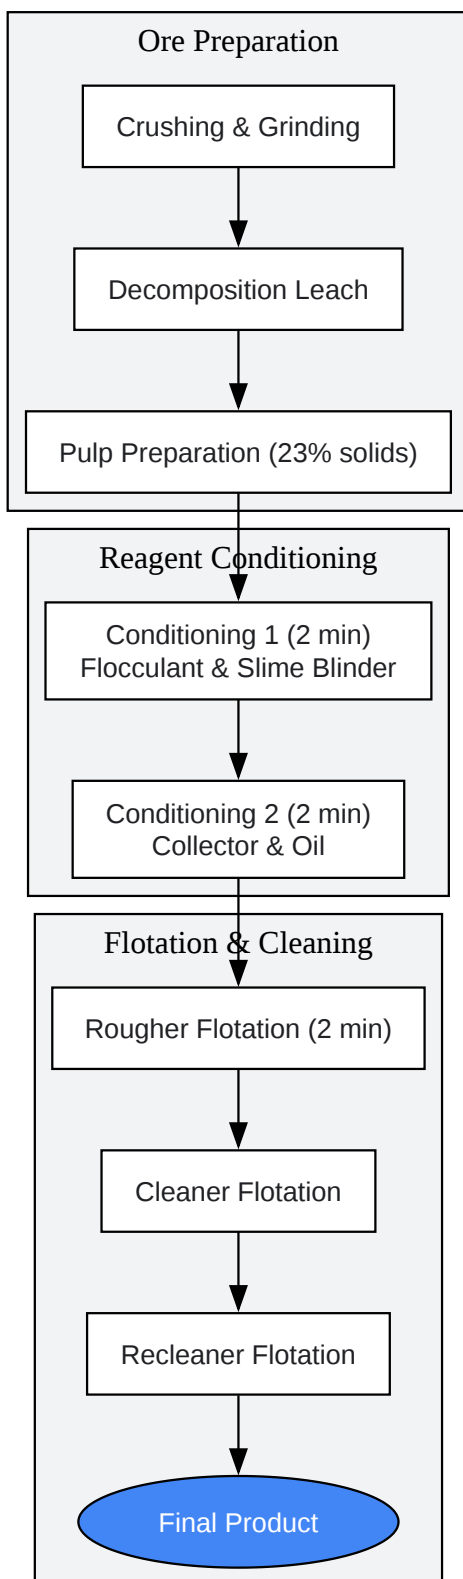 Ore Preparation
Crushing & Grinding
Decomposition Leach
Pulp Preparation (23% solids)
Reagent Conditioning
Conditioning 1 (2 min)
Flocculant & Slime Blinder
Conditioning 2 (2 min)
Collector & Oil
Flotation & Cleaning
Rougher Flotation (2 min)
Cleaner Flotation
Recleaner Flotation
Final Product